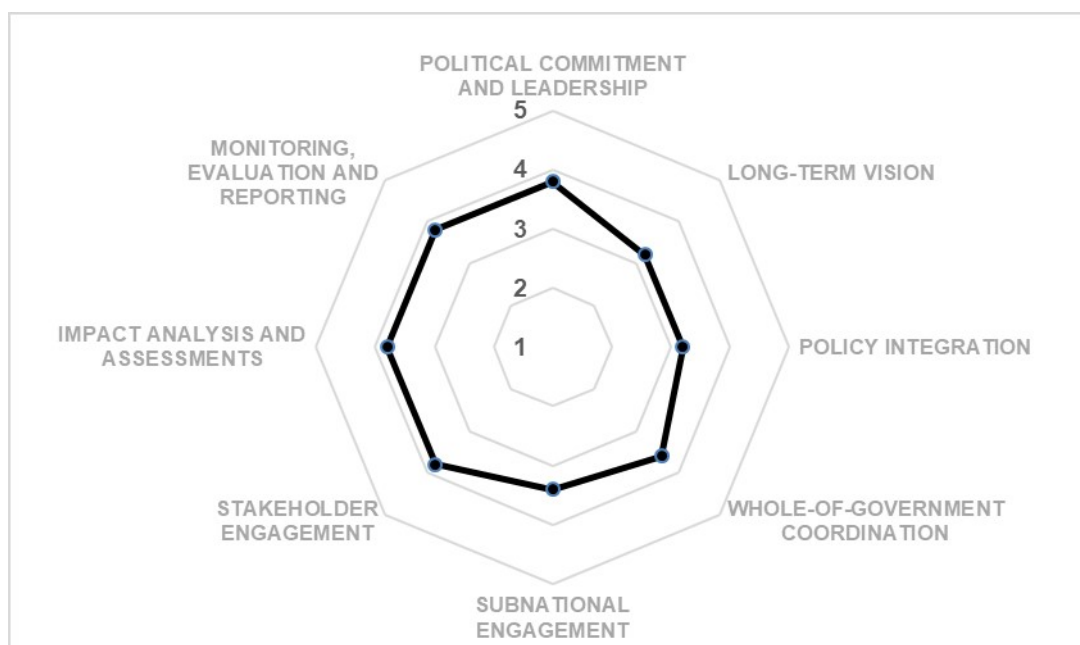 POLITICAL COMMITMENT
AND LEADERSHIP
5
MONITORING,
EVALUATION AND
REPORTING
4
LONG-TERM VISION
3
2
IMPACT ANALYSIS AND
ASSESSMENTS
1
POLICY INTEGRATION
STAKEHOLDER
ENGAGEMENT
WHOLE-OF-GOVERNMENT
COORDINATION
SUBNATIONAL
ENGAGEMENT